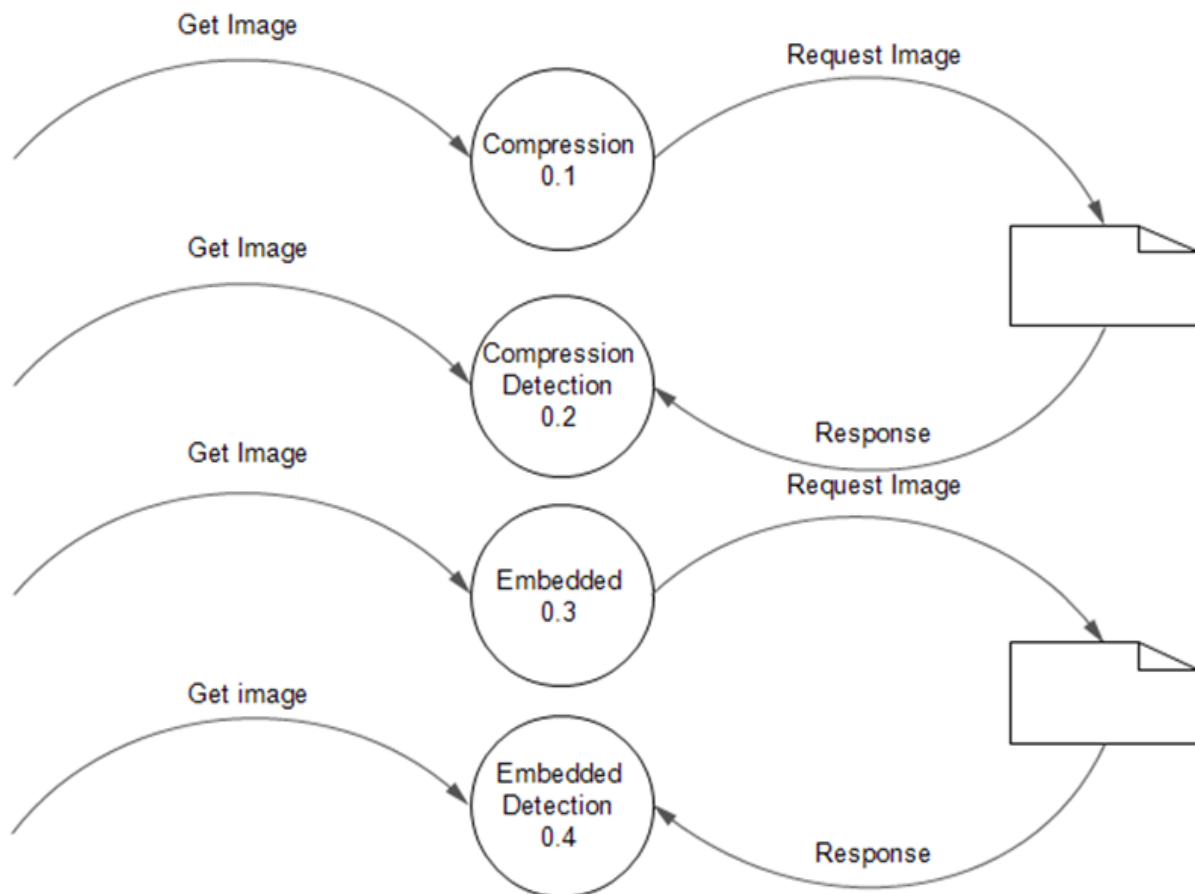 Get Image
Request Image
Compression
0.1
Get Image
Compression
Detection
0.2
Response
Get Image
Request Image
Embedded
0.3
Get image
Embedded
Detection
0.4
Response